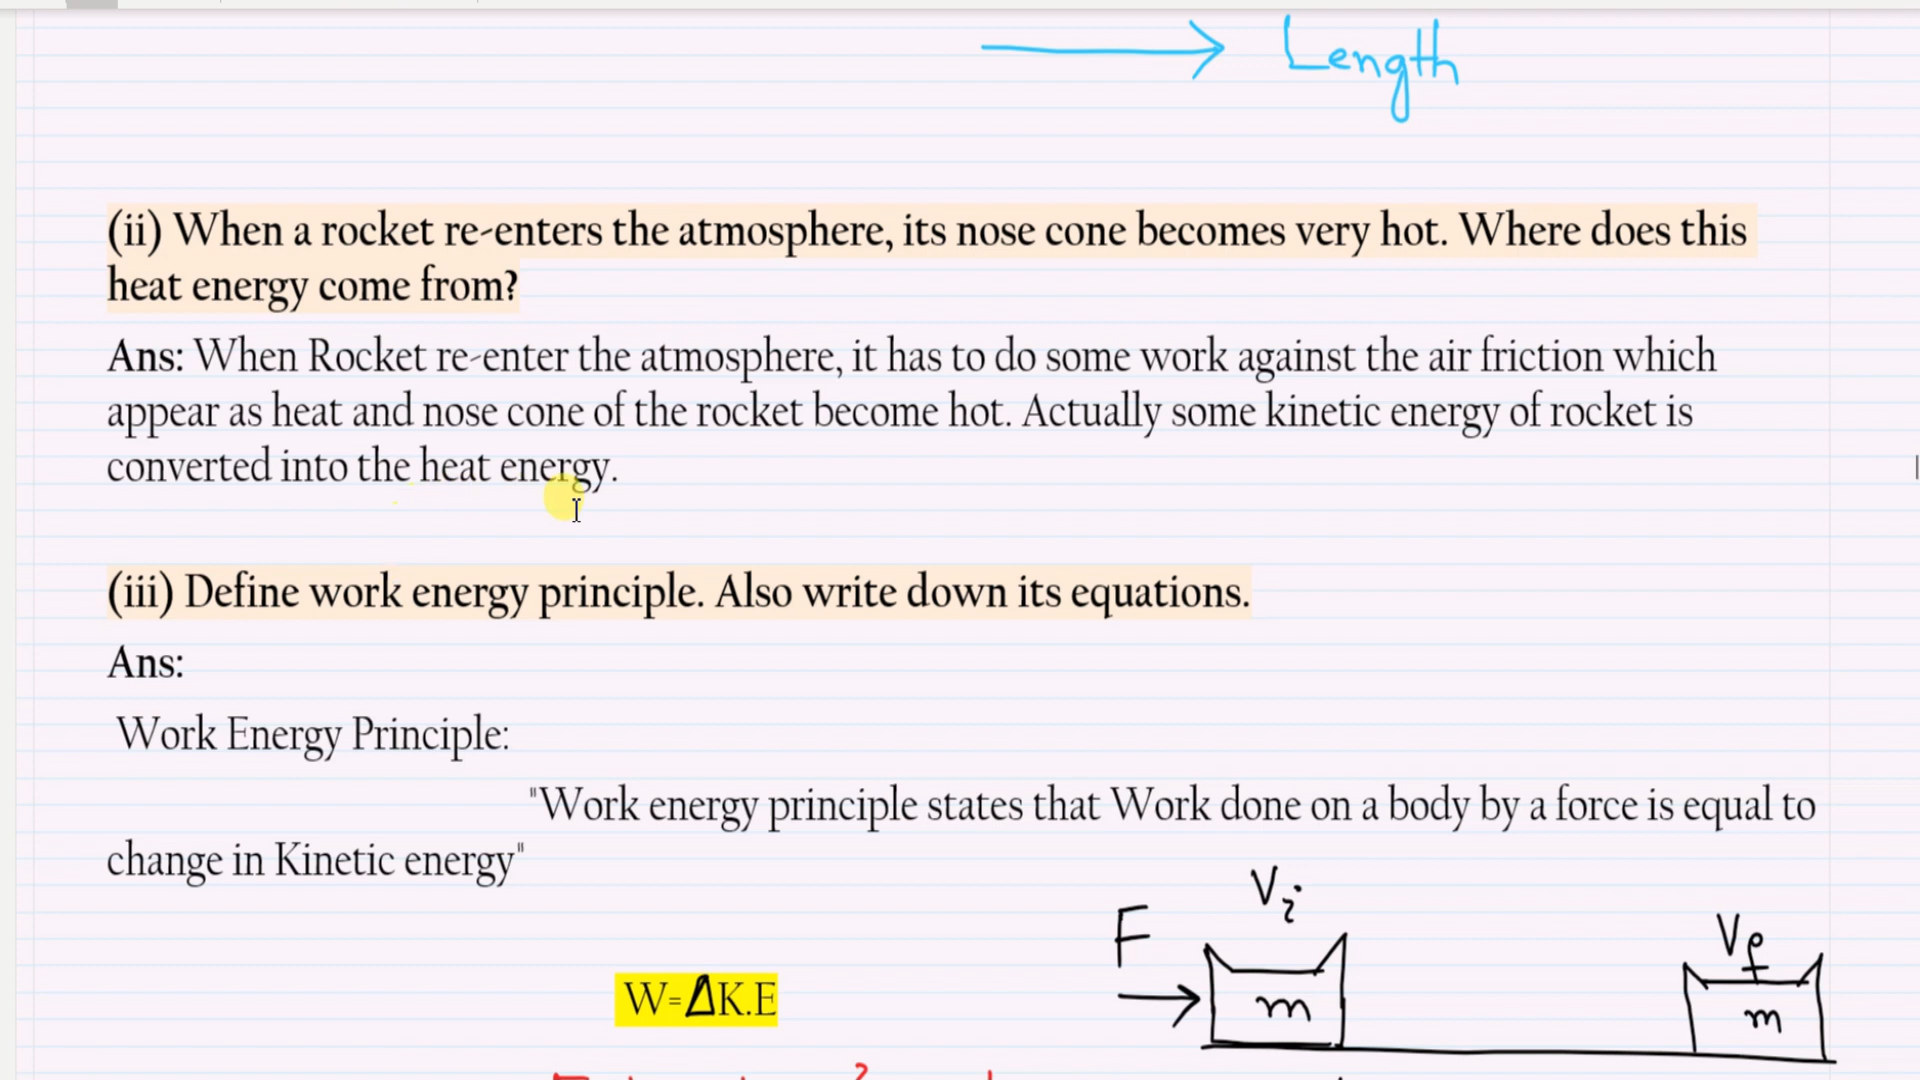 Length
(ii) When a rocket re-enters the atmosphere, its nose cone becomes very hot. Where does this
heat energy come from?
Ans: When Rocket re-enter the atmosphere, it has to do some work against the air friction which
appear as heat and nose cone of the rocket become hot. Actually some kinetic energy of rocket is
converted into the heat energy.
(iii) Define work energy principle. Also write down its equations.
Ans:
Work Energy Principle:
"Work energy principle states that Work done on a body by a force is equal to
change in Kinetic energy"
Vi
F
Vf
W=ΔK.E
m
m